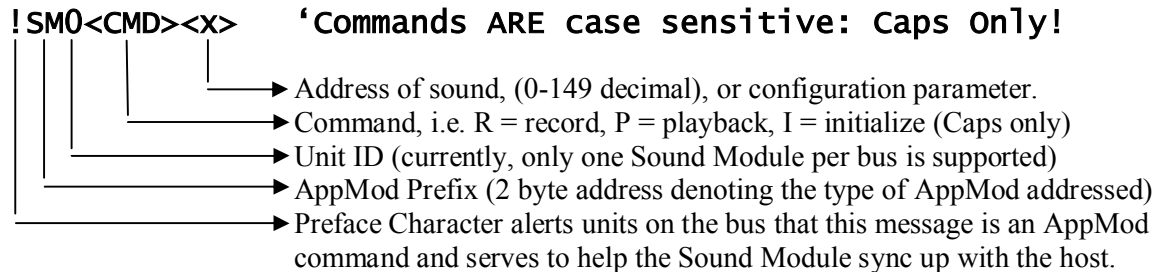 !SM0<CMD><x> ‘Commands ARE case sensitive: Caps Only!
Address of sound, (0-149 decimal), or configuration parameter.
Command, i.e. R = record, P = playback, I = initialize (Caps only)
Unit ID (currently, only one Sound Module per bus is supported)
AppMod Prefix (2 byte address denoting the type of AppMod addressed)
Preface Character alerts units on the bus that this message is an AppMod
command and serves to help the Sound Module sync up with the host.